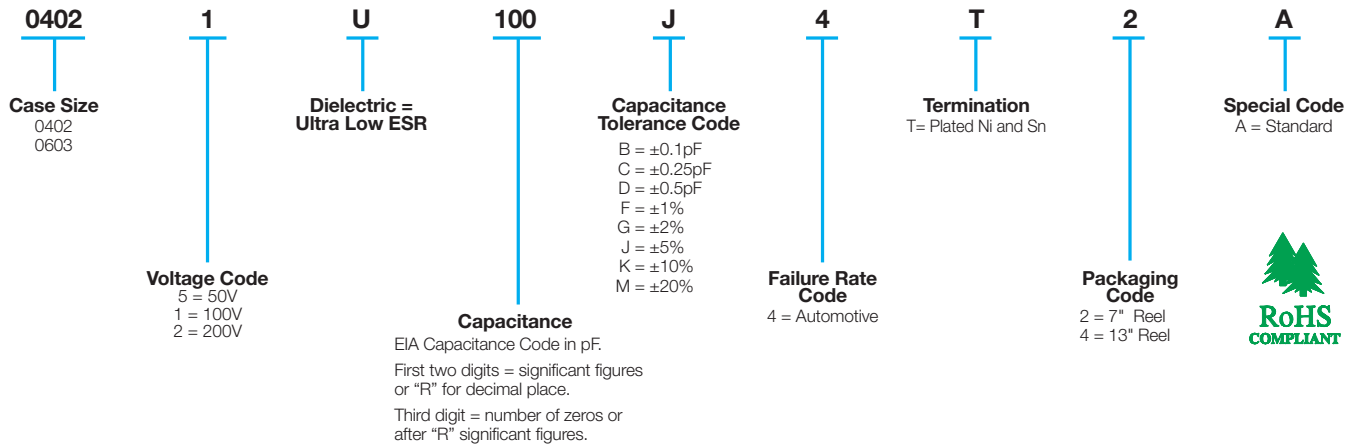 0402 1 U 100 J 4 T 2 A
Case Size
0402
0603
Voltage Code
5 = 50V
1 = 100V
2 = 200V
Dielectric =
Ultra Low ESR
Capacitance
EIA Capacitance Code in pF.
First two digits = significant figures
or “R” for decimal place.
Third digit = number of zeros or
after “R” significant figures.
Capacitance
Tolerance Code
B = ±0.1pF
C = ±0.25pF
D = ±0.5pF
F = ±1%
G = ±2%
J = ±5%
K = ±10%
M = ±20%
Failure Rate
Code
4 = Automotive
Termination
T= Plated Ni and Sn
Packaging
Code
2 = 7" Reel
4 = 13" Reel
Special Code
A = Standard
RoHS
COMPLIANT